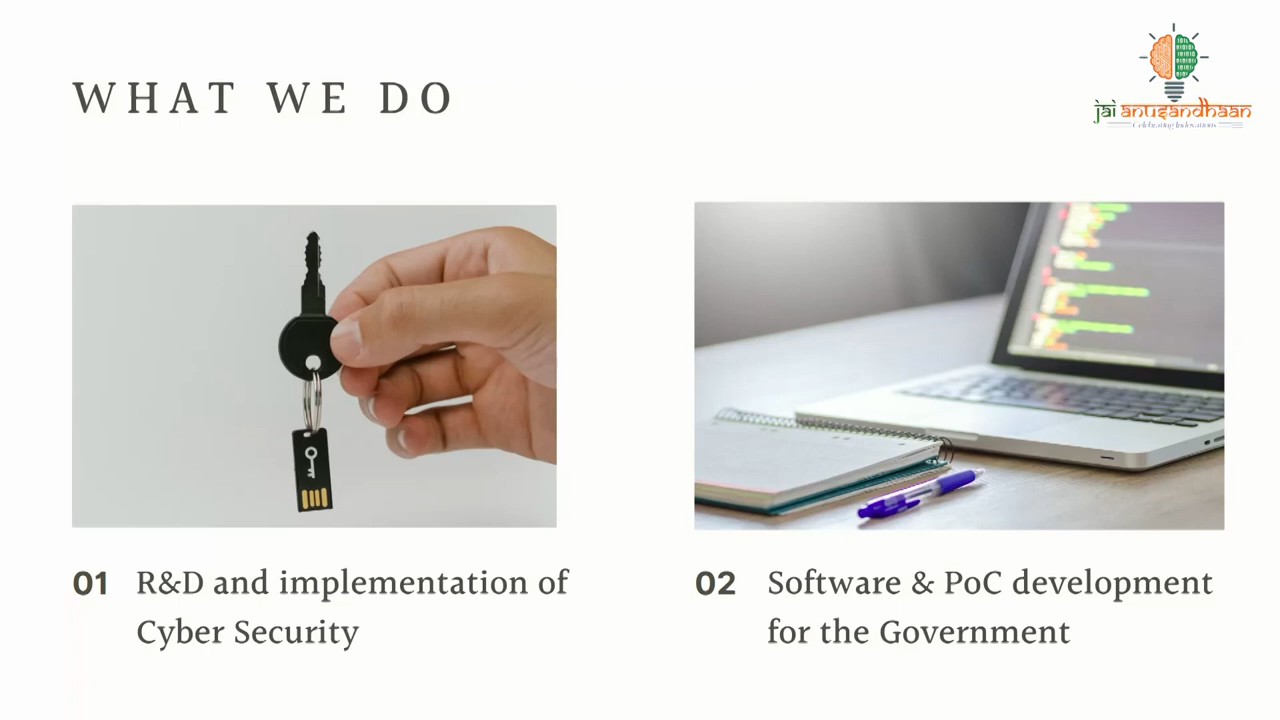 WHAT WE DO
jai anusandhaan
01 R&D and implementation of
Cyber Security
02 Software & PoC development
for the Government